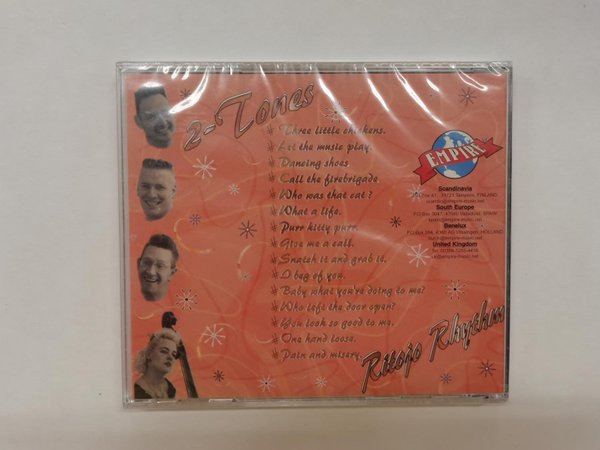 2-Tones
Three little chickens.
Let the music play.
Dancing shoes
Call the firebrigade.
Who was that cat?
What a life.
Purr kitty purr.
Give me a call.
Snatch it and grab it.
I beg of you.
Baby what you're doing to me?
Who left the door open?
You look so good to me.
One hand loose.
Pain and misery.
EMPIRE
Scandinavia
FINLAND
South Europe
Benelux
HOLLAND
United Kingdom
Ritojo Rhythm